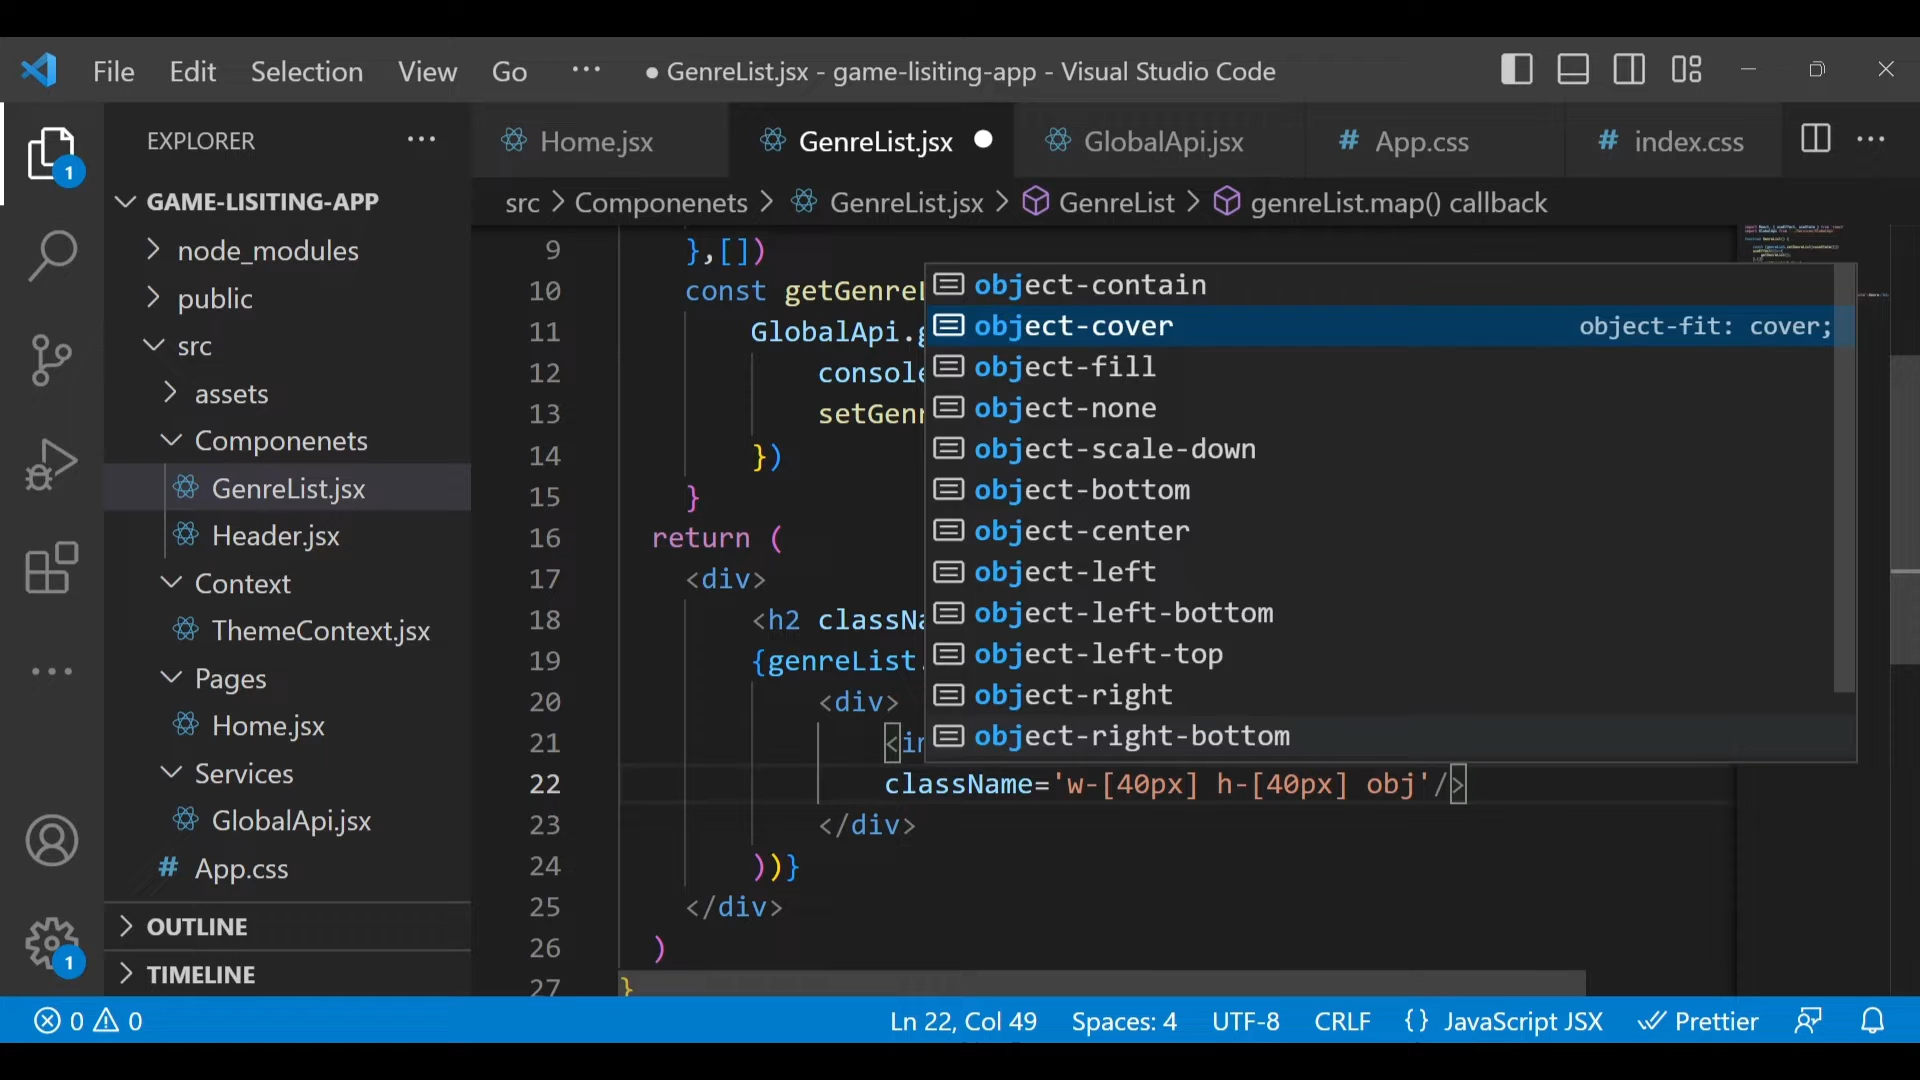 File Edit Selection View Go ··· ● GenreList.jsx - game-lisiting-app - Visual Studio Code
EXPLORER ···
Home.jsx
GenreList.jsx ●
GlobalApi.jsx
# App.css
# index.css
1
GAME-LISITING-APP
src > Componenets > GenreList.jsx > GenreList > genreList.map() callback
node_modules
public
src
assets
Componenets
GenreList.jsx
Header.jsx
Context
ThemeContext.jsx
Pages
Home.jsx
Services
GlobalApi.jsx
# App.css
OUTLINE
TIMELINE
1
9 },[])
10 const getGenreL
11 GlobalApi.g
12 console
13 setGenr
14 })
15 }
16 return (
17 <div>
18 <h2 classNa
19 {genreList.
20 <div>
21 <im
22 className='w-[40px] h-[40px] obj'/>
23 </div>
24 ))}
25 </div>
26 )
27 }
object-contain
object-cover object-fit: cover;
object-fill
object-none
object-scale-down
object-bottom
object-center
object-left
object-left-bottom
object-left-top
object-right
object-right-bottom
0 0 Ln 22, Col 49 Spaces: 4 UTF-8 CRLF {} JavaScript JSX Prettier